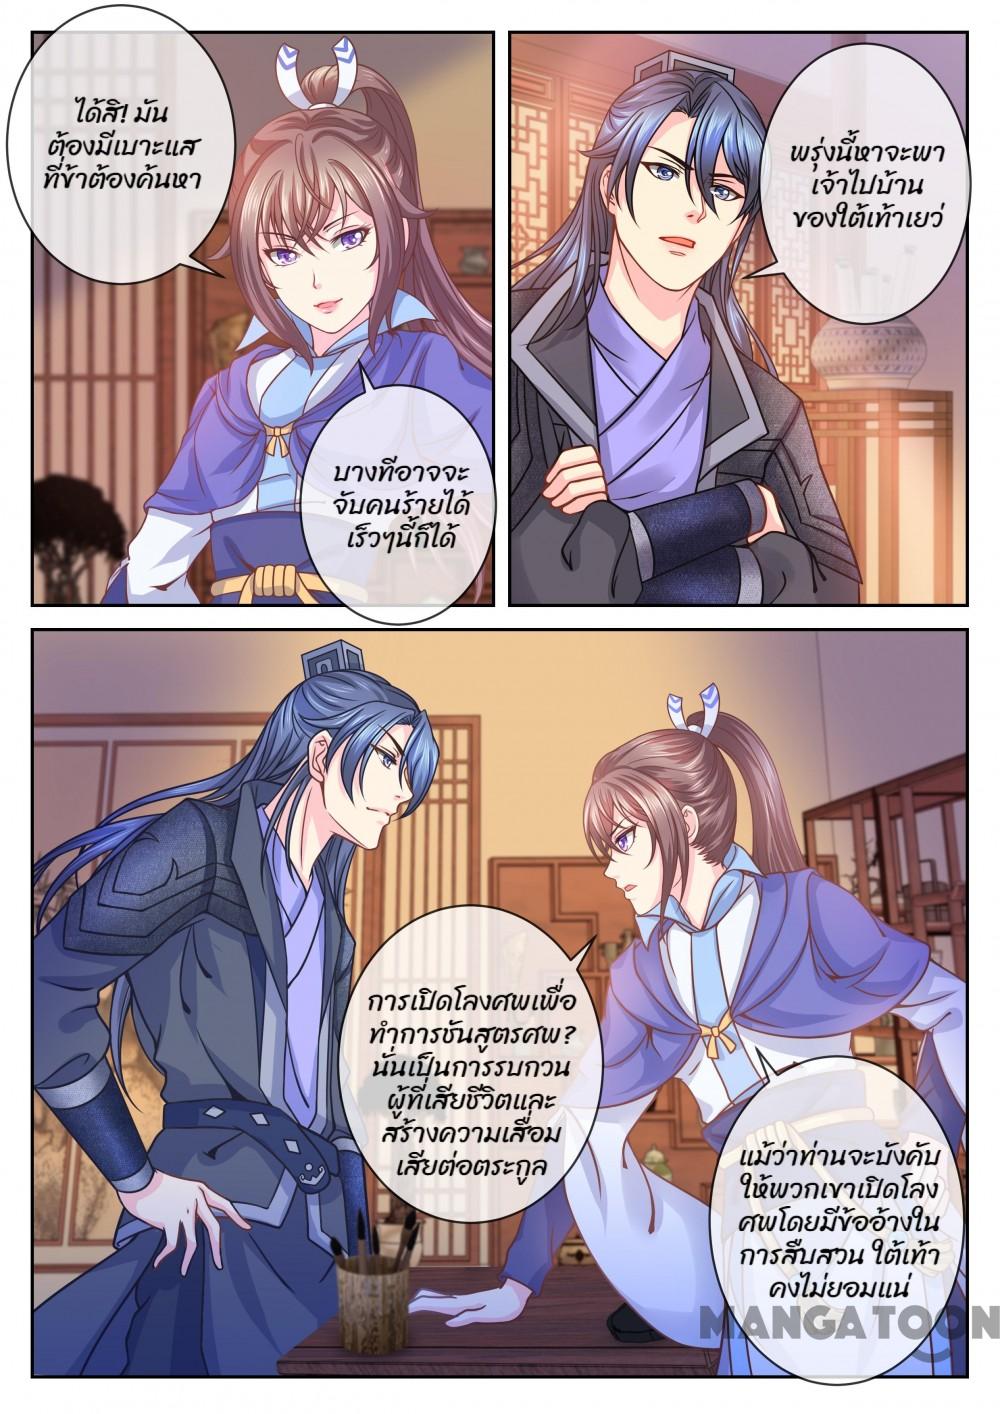 ได้สิ! มัน
ต้องมีเบาะแส
ที่ข้าต้องค้นหา
บางทีอาจจะ
จับคนร้ายได้
เร็วๆนี้ก็ได้
พรุ่งนี้หาจะพา
เจ้าไปบ้าน
ของใต้เท้าเยว่
การเปิดโลงศพเพื่อ
ทำการชันสูตรศพ?
นั่นเป็นการรบกวน
ผู้ที่เสียชีวิตและ
สร้างความเสื่อม
เสียต่อตระกูล
แม้ว่าท่านจะบังคับ
ให้พวกเขาเปิดโลง
ศพโดยมีข้ออ้างใน
การสืบสวน ใต้เท้า
คงไม่ยอมแน่
MANGATOON